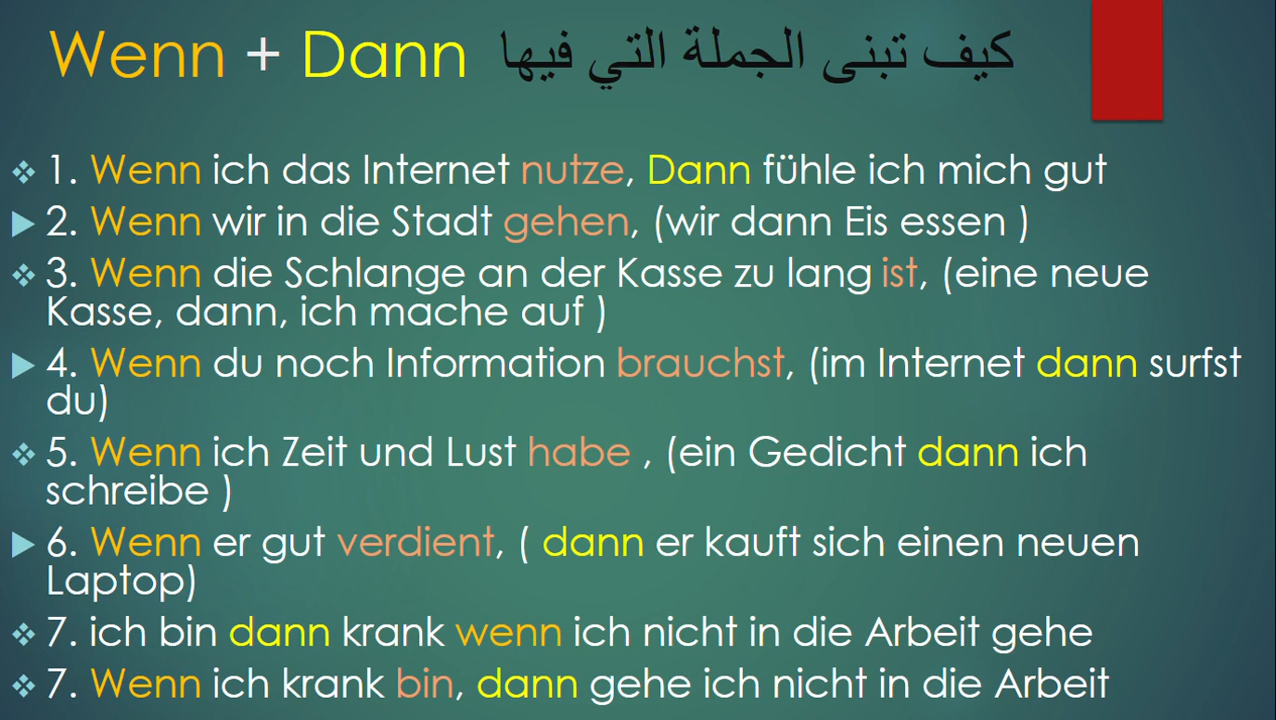 Wenn + Dann كيف تبنى الجملة التي فيها
1. Wenn ich das Internet nutze, Dann fühle ich mich gut
2. Wenn wir in die Stadt gehen, (wir dann Eis essen )
3. Wenn die Schlange an der Kasse zu lang ist, (eine neue
Kasse, dann, ich mache auf )
4. Wenn du noch Information brauchst, (im Internet dann surfst
du)
5. Wenn ich Zeit und Lust habe , (ein Gedicht dann ich
schreibe )
6. Wenn er gut verdient, ( dann er kauft sich einen neuen
Laptop)
7. ich bin dann krank wenn ich nicht in die Arbeit gehe
7. Wenn ich krank bin, dann gehe ich nicht in die Arbeit